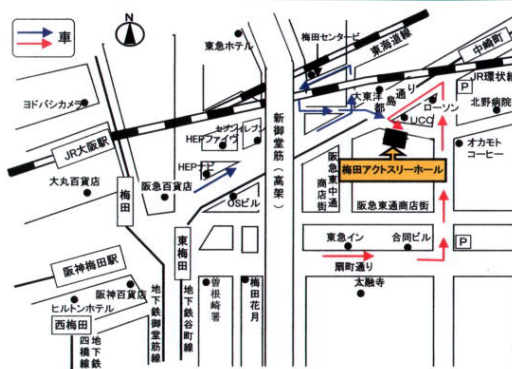 車
N
東急ホテル
梅田センタービ
東海道線
中崎町
JR環状線
P
大東洋
都島通り
ローソン
北野病院
UCC
オカモト
コーヒー
ヨドバシカメラ
JR大阪駅
セブンイレブン
HEPファイヴ
HEPナビ
新御堂筋(高架)
梅田アクトスリーホール
大丸百貨店
梅田
阪急百貨店
OSビル
阪急東中通
商店街
阪急東通商店街
東梅田
東急イン
合同ビル
P
扇町通り
太融寺
阪神梅田駅
阪神百貨店
ヒルトンホテル
西梅田
地下鉄
四橋線
地下鉄御堂筋線
地下鉄谷町線
曽根崎署
梅田花月